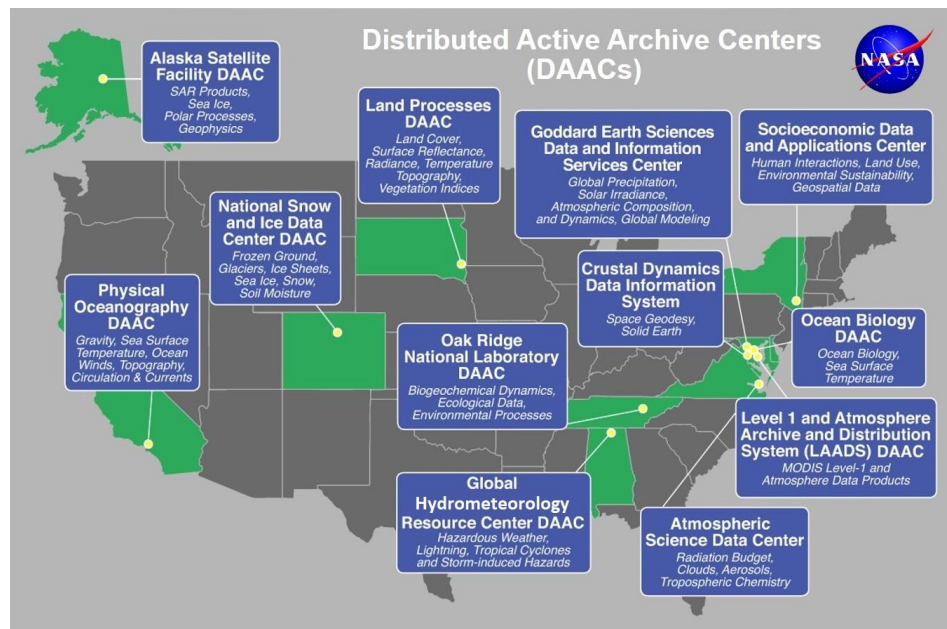 Distributed Active Archive Centers
(DAACs)
NASA
Alaska Satellite
Facility DAAC
SAR Products,
Sea Ice,
Polar Processes,
Geophysics
Land Processes
DAAC
Land Cover,
Surface Reflectance,
Radiance, Temperature
Topography,
Vegetation Indices
Goddard Earth Sciences
Data and Information
Services Center
Global Precipitation,
Solar Irradiance,
Atmospheric Composition,
and Dynamics, Global Modeling
Socioeconomic Data
and Applications Center
Human Interactions, Land Use,
Environmental Sustainability,
Geospatial Data
National Snow
and Ice Data
Center DAAC
Frozen Ground,
Glaciers, Ice Sheets,
Sea Ice, Snow,
Soil Moisture
Crustal Dynamics
Data Information
System
Space Geodesy,
Solid Earth
Physical
Oceanography
DAAC
Gravity, Sea Surface
Temperature, Ocean
Winds, Topography,
Circulation & Currents
Oak Ridge
National Laboratory
DAAC
Biogeochemical Dynamics,
Ecological Data,
Environmental Processes
Ocean Biology
DAAC
Ocean Biology,
Sea Surface
Temperature
Level 1 and Atmosphere
Archive and Distribution
System (LAADS) DAAC
MODIS Level-1 and
Atmosphere Data Products
Global
Hydrometeorology
Resource Center DAAC
Hazardous Weather,
Lightning, Tropical Cyclones
and Storm-induced Hazards
Atmospheric
Science Data Center
Radiation Budget,
Clouds, Aerosols,
Tropospheric Chemistry